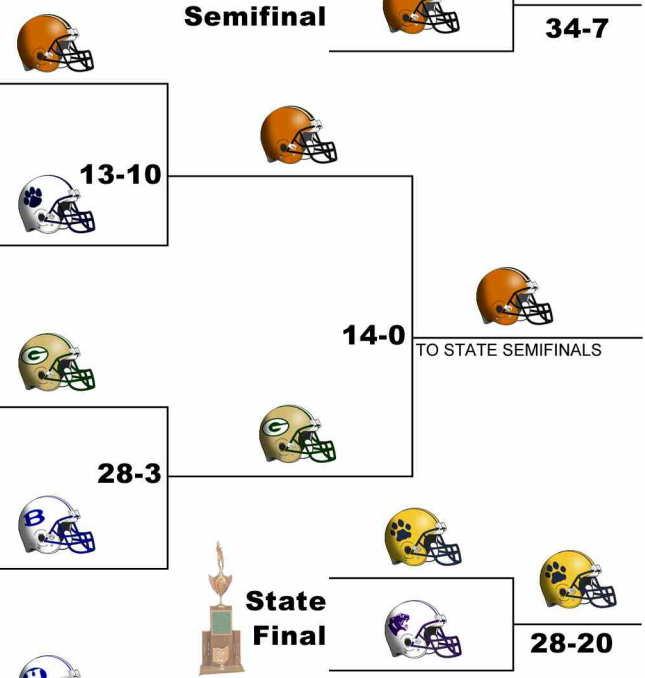 Semifinal
34-7
13-10
14-0
TO STATE SEMIFINALS
G
28-3
G
B
State
Final
28-20